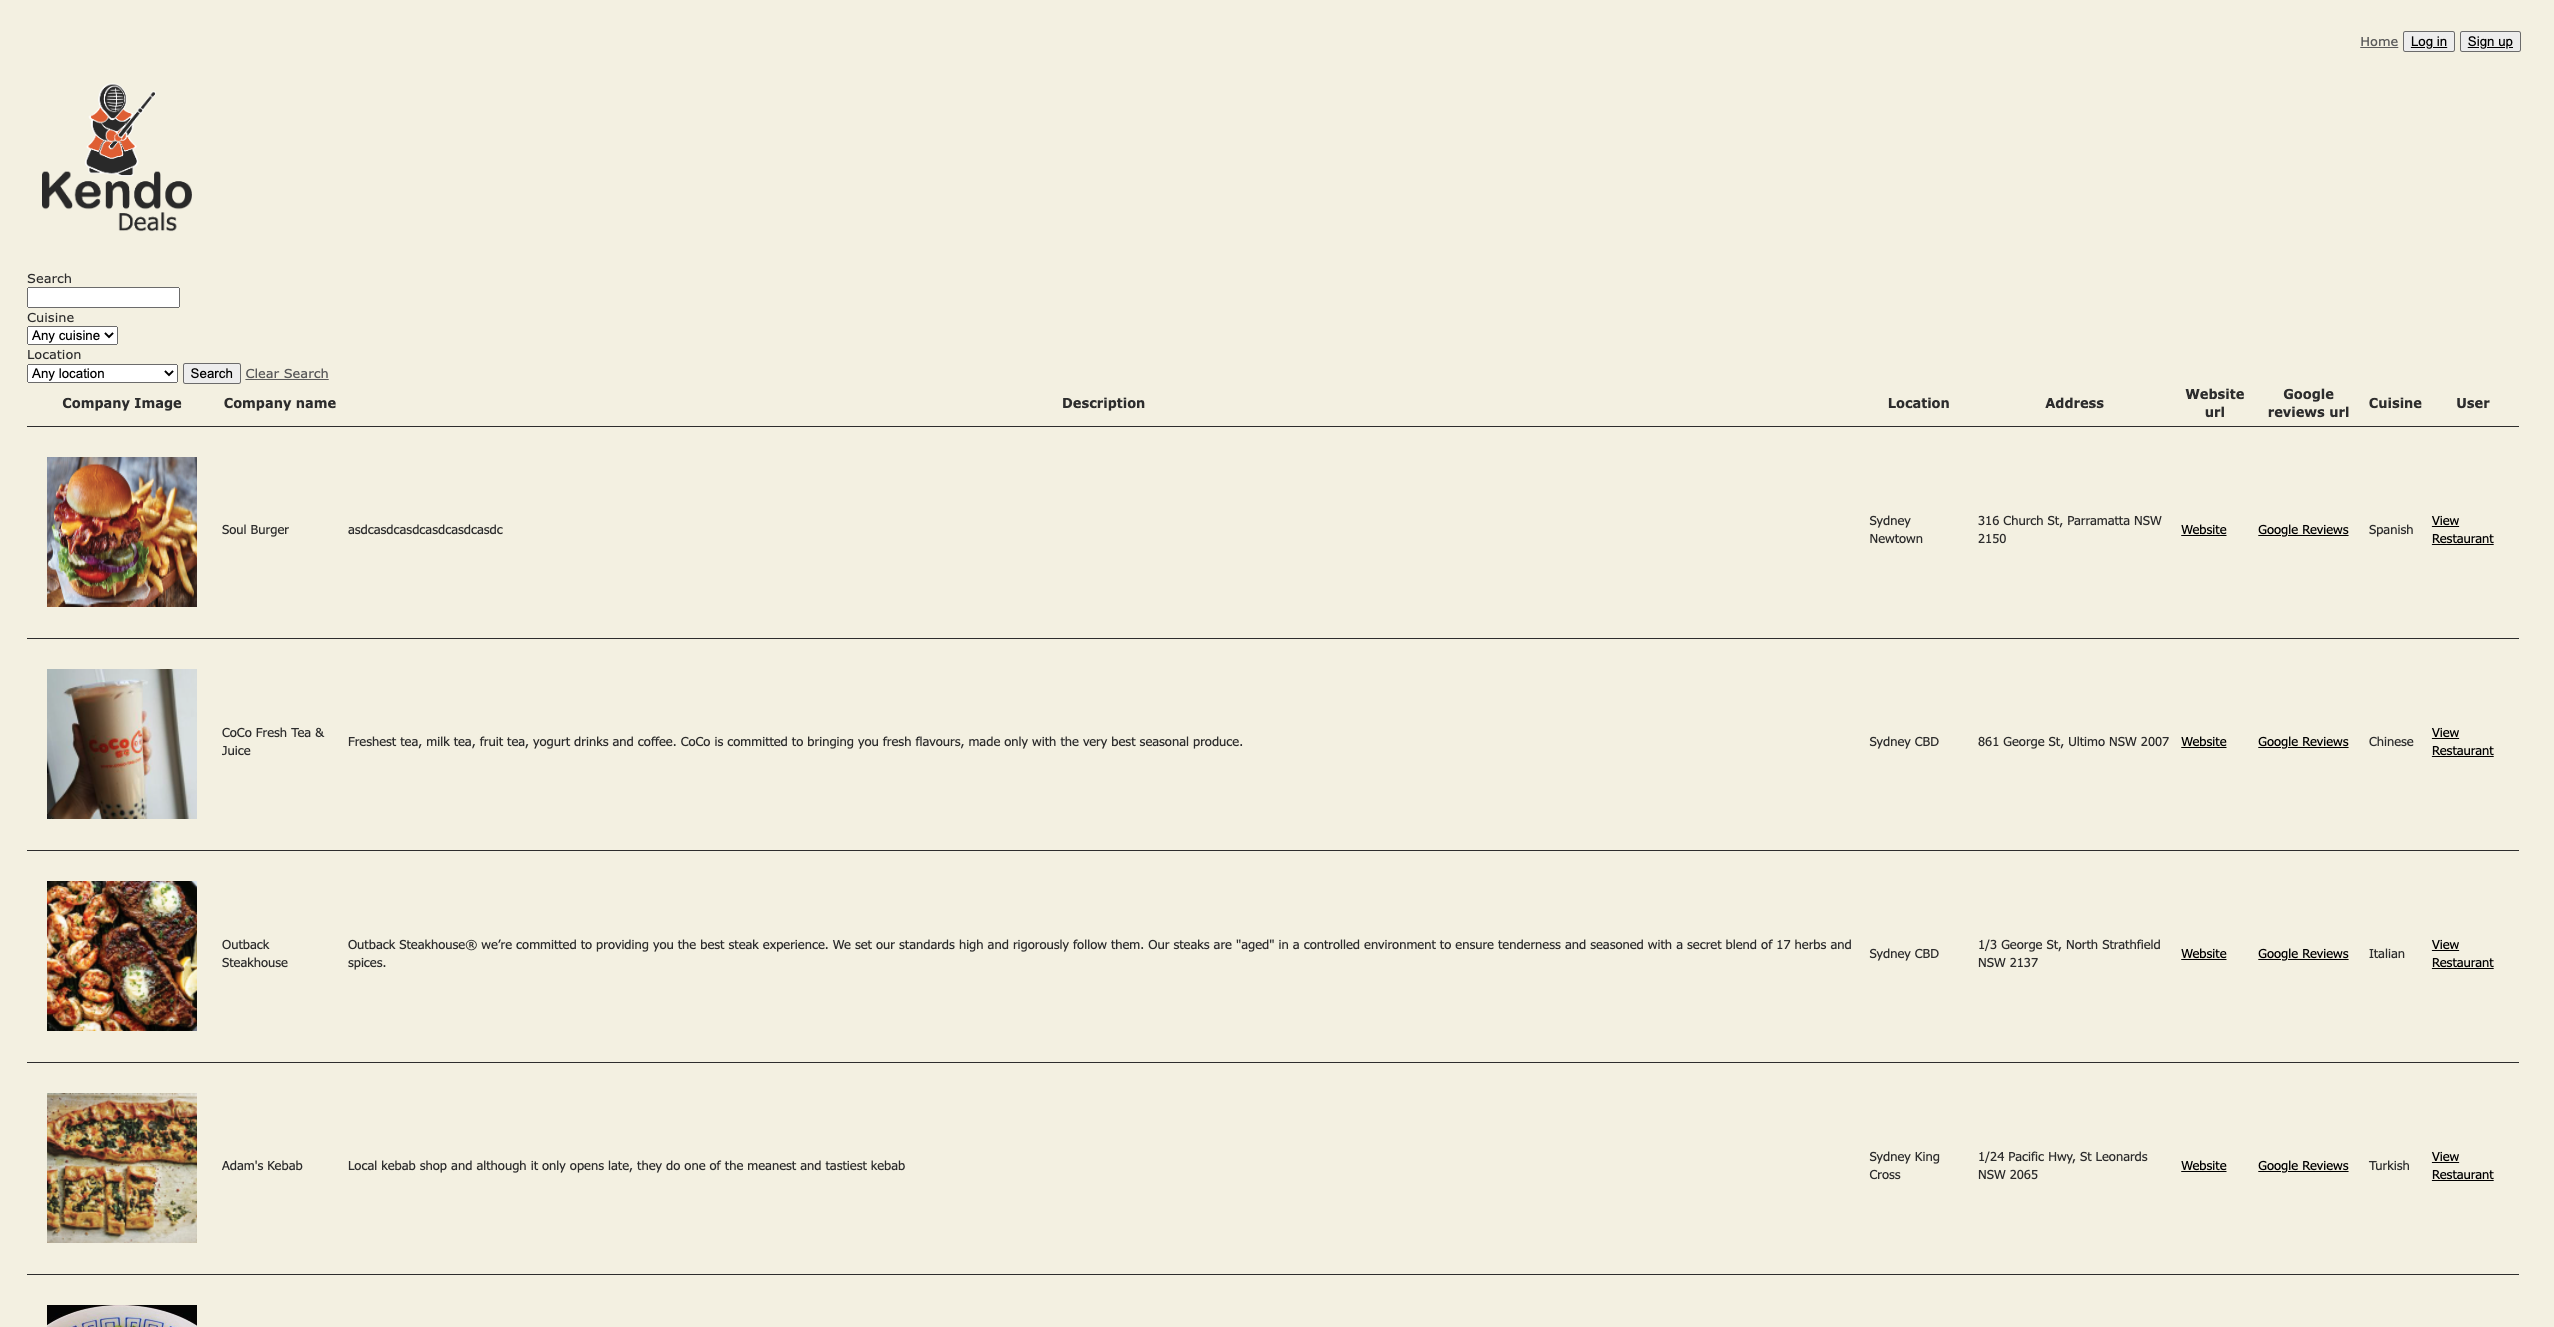 Home Log in Sign up
Kendo
Deals
Search
Cuisine
Any cuisine
Location
Any location Search Clear Search
Company Image Company name Description Location Address Website url Google reviews url Cuisine User
Soul Burger asdcasdcasdcasdcasdcasdc Sydney Newtown 316 Church St, Parramatta NSW 2150 Website Google Reviews Spanish View Restaurant
CoCo
CoCo Fresh Tea & Juice Freshest tea, milk tea, fruit tea, yogurt drinks and coffee. CoCo is committed to bringing you fresh flavours, made only with the very best seasonal produce. Sydney CBD 861 George St, Ultimo NSW 2007 Website Google Reviews Chinese View Restaurant
Outback Steakhouse Outback Steakhouse® we’re committed to providing you the best steak experience. We set our standards high and rigorously follow them. Our steaks are "aged" in a controlled environment to ensure tenderness and seasoned with a secret blend of 17 herbs and spices. Sydney CBD 1/3 George St, North Strathfield NSW 2137 Website Google Reviews Italian View Restaurant
Adam's Kebab Local kebab shop and although it only opens late, they do one of the meanest and tastiest kebab Sydney King Cross 1/24 Pacific Hwy, St Leonards NSW 2065 Website Google Reviews Turkish View Restaurant